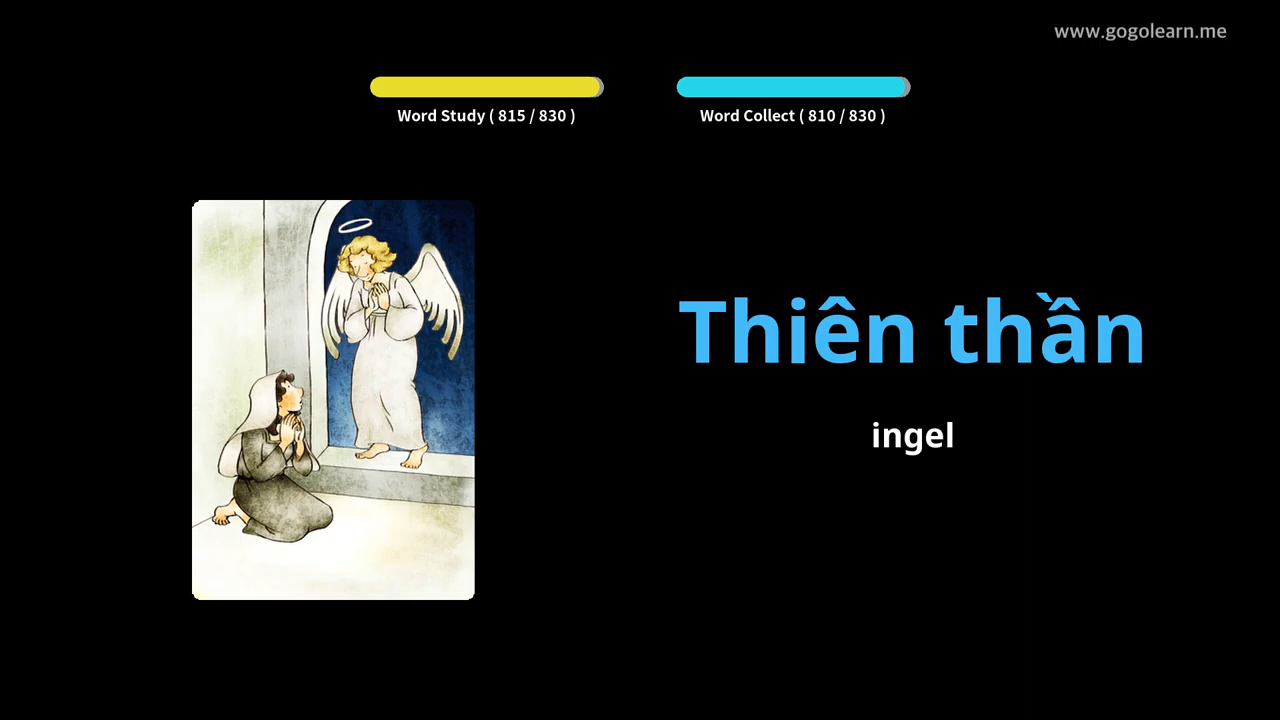 www.gogolearn.me
Word Study ( 815 / 830 )
Word Collect ( 810 / 830 )
Thiên thần
ingel